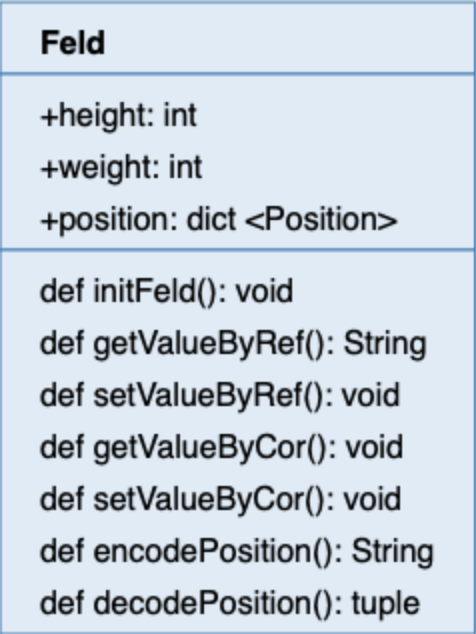 Feld
+height: int
+weight: int
+position: dict <Position>
def initFeld(): void
def getValueByRef(): String
def setValueByRef(): void
def getValueByCor(): void
def setValueByCor(): void
def encodePosition(): String
def decodePosition(): tuple